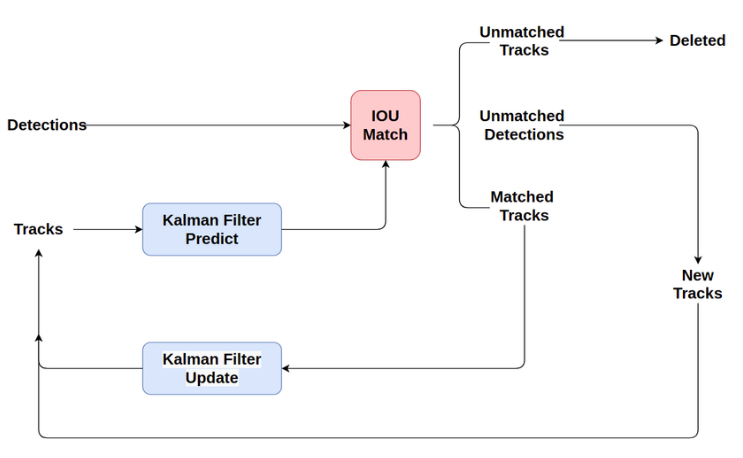 Unmatched
Tracks
Deleted
Detections
IOU
Match
Unmatched
Detections
Matched
Tracks
Tracks
Kalman Filter
Predict
New
Tracks
Kalman Filter
Update